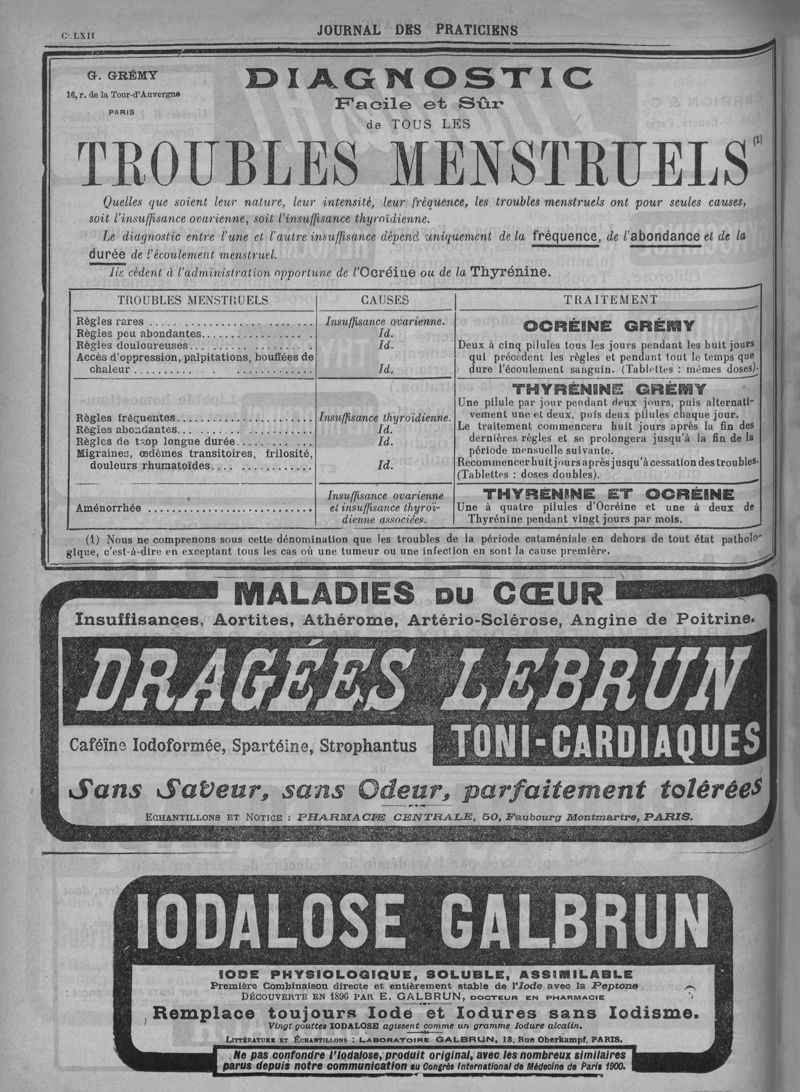 C.LXII
JOURNAL DES PRATICIENS
G. GRÉMY
16, r. de la Tour-d'Auvergne
PARIS
DIAGNOSTIC
Facile et Sûr
de TOUS LES
TROUBLES MENSTRUELS (1)
Quelles que soient leur nature, leur intensité, leur fréquence, les troubles menstruels ont pour seules causes,
soit l'insuffisance ovarienne, soit l'insuffisance thyroïdienne.
Le diagnostic entre l'une et l'autre insuffisance dépend uniquement de la fréquence, de l'abondance et de la
durée de l'écoulement menstruel.
Ils cèdent à l'administration opportune de l'Ocréine ou de la Thyrénine.
TROUBLES MENSTRUELS
CAUSES
TRAITEMENT
Règles rares
Insuffisance ovarienne.
Règles peu abondantes
Id.
Règles douloureuses
Id.
Accès d'oppression, palpitations, bouffées de
chaleur
Id.
OCRÉINE GRÉMY
Deux à cinq pilules tous les jours pendant les huit jours
qui précèdent les règles et pendant tout le temps que
dure l'écoulement sanguin. (Tablettes : mêmes doses).
Règles fréquentes
Insuffisance thyroïdienne.
Règles abondantes
Id.
Règles de trop longue durée
Id.
Migraines, œdèmes transitoires, frilosité,
douleurs rhumatoïdes
Id.
THYRÉNINE GRÉMY
Une pilule par jour pendant deux jours, puis alternati-
vement une et deux, puis deux pilules chaque jour.
Le traitement commencera huit jours après la fin des
dernières règles et se prolongera jusqu'à la fin de la
période mensuelle suivante.
Recommencer huit jours après jusqu'à cessation des troubles.
(Tablettes : doses doubles).
Aménorrhée
Insuffisance ovarienne
et insuffisance thyroï-
dienne associées.
THYRÉNINE ET OCRÉINE
Une à quatre pilules d'Ocréine et une à deux de
Thyrénine pendant vingt jours par mois.
(1) Nous ne comprenons sous cette dénomination que les troubles de la période cataméniale en dehors de tout état patholo-
gique, c'est-à-dire en exceptant tous les cas où une tumeur ou une infection en sont la cause première.
MALADIES DU CŒUR
Insuffisances, Aortites, Athérome, Artério-Sclérose, Angine de Poitrine.
DRAGÉES LEBRUN
Caféïne Iodoformée, Spartéine, Strophantus
TONI-CARDIAQUES
Sans Saveur, sans Odeur, parfaitement tolérées
ECHANTILLONS ET NOTICE : PHARMACIE CENTRALE, 50, Faubourg Montmartre, PARIS.
IODALOSE GALBRUN
IODE PHYSIOLOGIQUE, SOLUBLE, ASSIMILABLE
Première Combinaison directe et entièrement stable de l'Iode avec la Peptone
DÉCOUVERTE EN 1896 PAR E. GALBRUN, DOCTEUR EN PHARMACIE
Remplace toujours Iode et Iodures sans Iodisme.
Vingt gouttes IODALOSE agissent comme un gramme Iodure alcalin.
LITTÉRATURE ET ÉCHANTILLONS : LABORATOIRE GALBRUN, 18, Rue Oberkampf, PARIS.
Ne pas confondre l'Iodalose, produit original, avec les nombreux similaires
parus depuis notre communication au Congrès International de Médecine de Paris 1900.